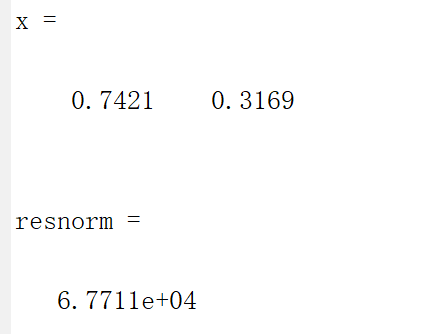 x =
0.7421 0.3169
resnorm =
6.7711e+04